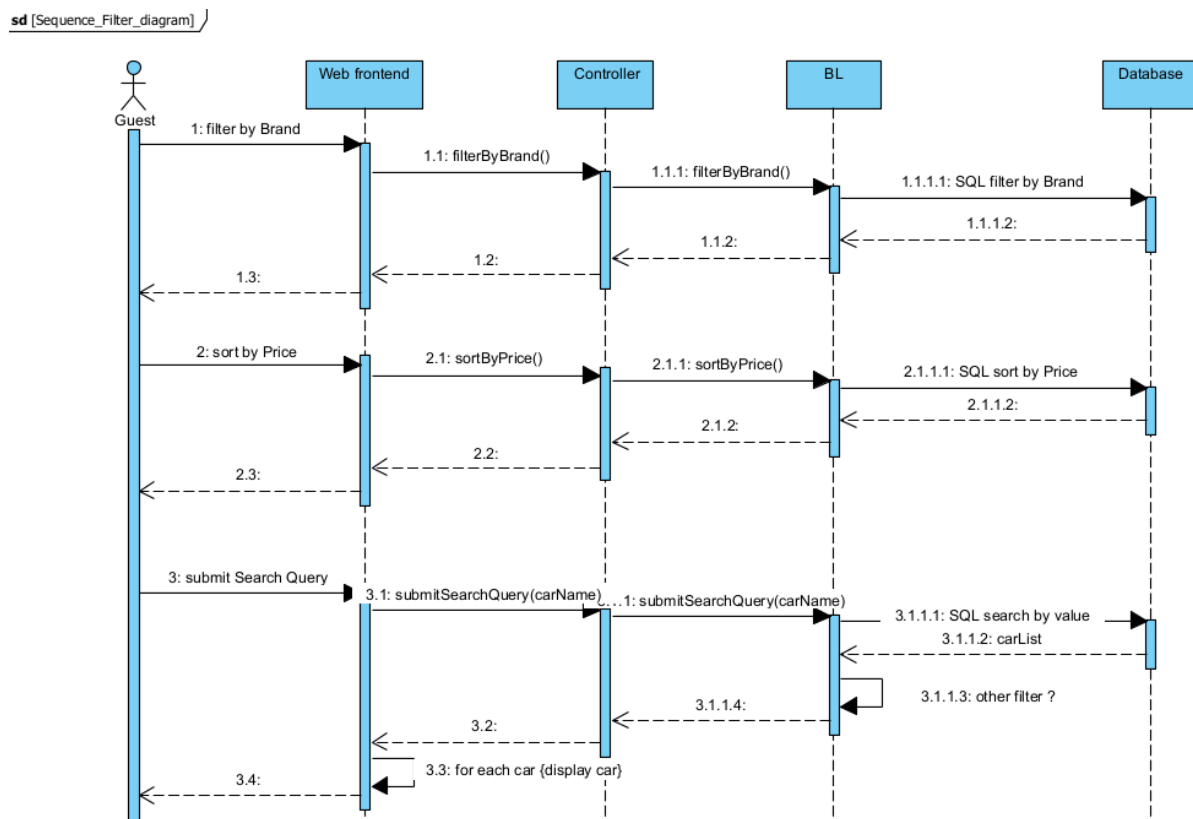 sd [Sequence_Filter_diagram]
Guest
Web frontend
Controller
BL
Database
1: filter by Brand
1.1: filterByBrand()
1.1.1: filterByBrand()
1.1.1.1: SQL filter by Brand
1.1.1.2:
1.1.2:
1.2:
1.3:
2: sort by Price
2.1: sortByPrice()
2.1.1: sortByPrice()
2.1.1.1: SQL sort by Price
2.1.1.2:
2.1.2:
2.2:
2.3:
3: submit Search Query
3.1: submitSearchQuery(carName)
1: submitSearchQuery(carName)
3.1.1.1: SQL search by value
3.1.1.2: carList
3.1.1.3: other filter ?
3.1.1.4:
3.2:
3.3: for each car {display car}
3.4: